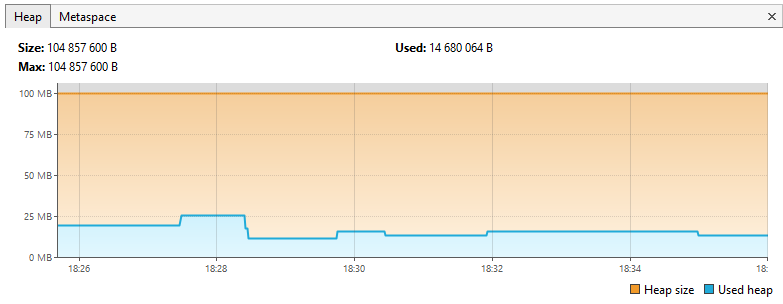 Heap Metaspace ×
Size: 104 857 600 B Used: 14 680 064 B
Max: 104 857 600 B
100 MB
75 MB
50 MB
25 MB
0 MB
18:26 18:28 18:30 18:32 18:34 18:
Heap size Used heap